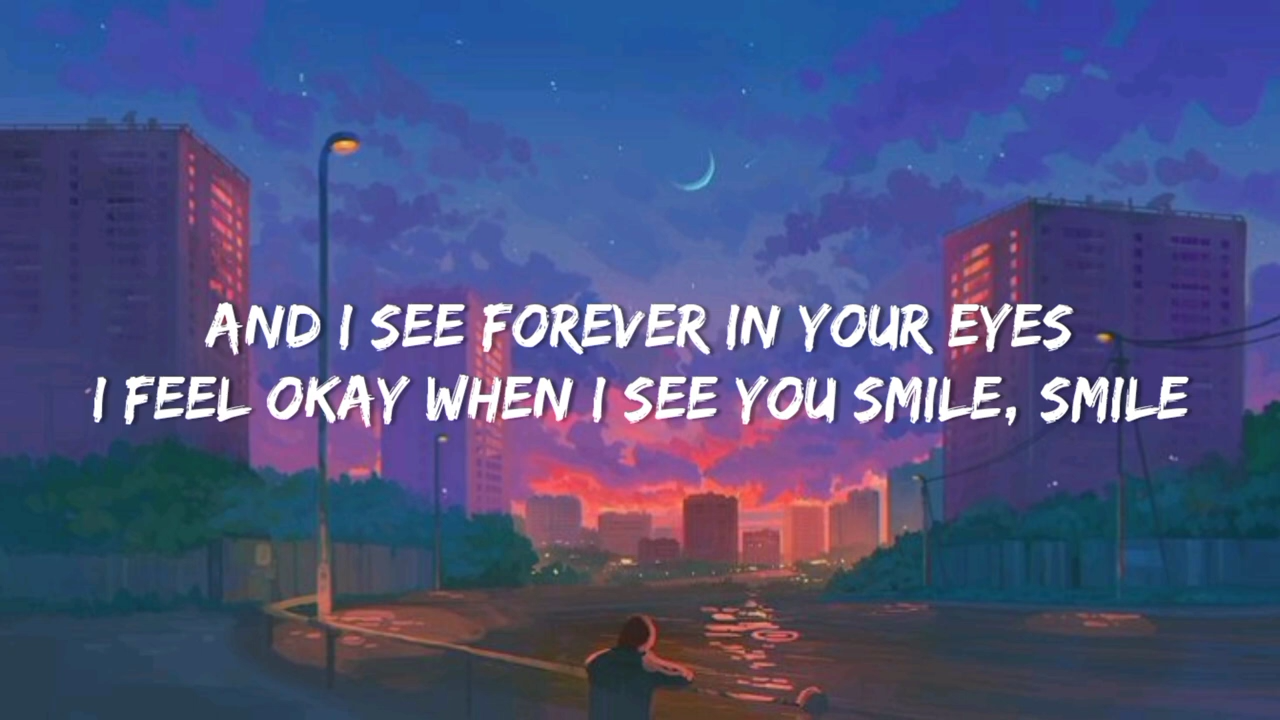 AND I SEE FOREVER IN YOUR EYES
I FEEL OKAY WHEN I SEE YOU SMILE, SMILE